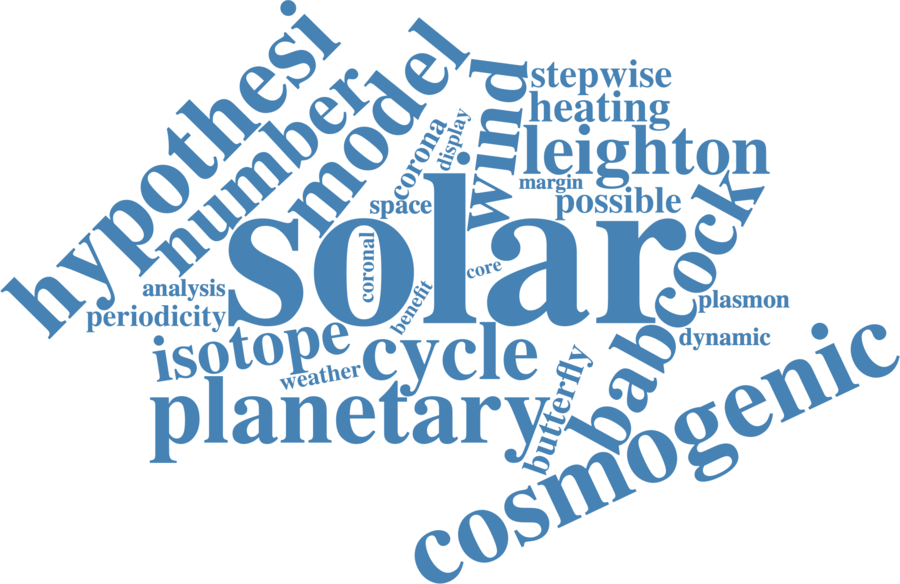 hypothesi
number
model
s
corona
display
wind
stepwise
heating
leighton
margin
possible
space
solar
coronal
core
benefit
babcock
analysis
periodicity
plasmon
dynamic
isotope
cycle
weather
planetary
butterfly
cosmogenic